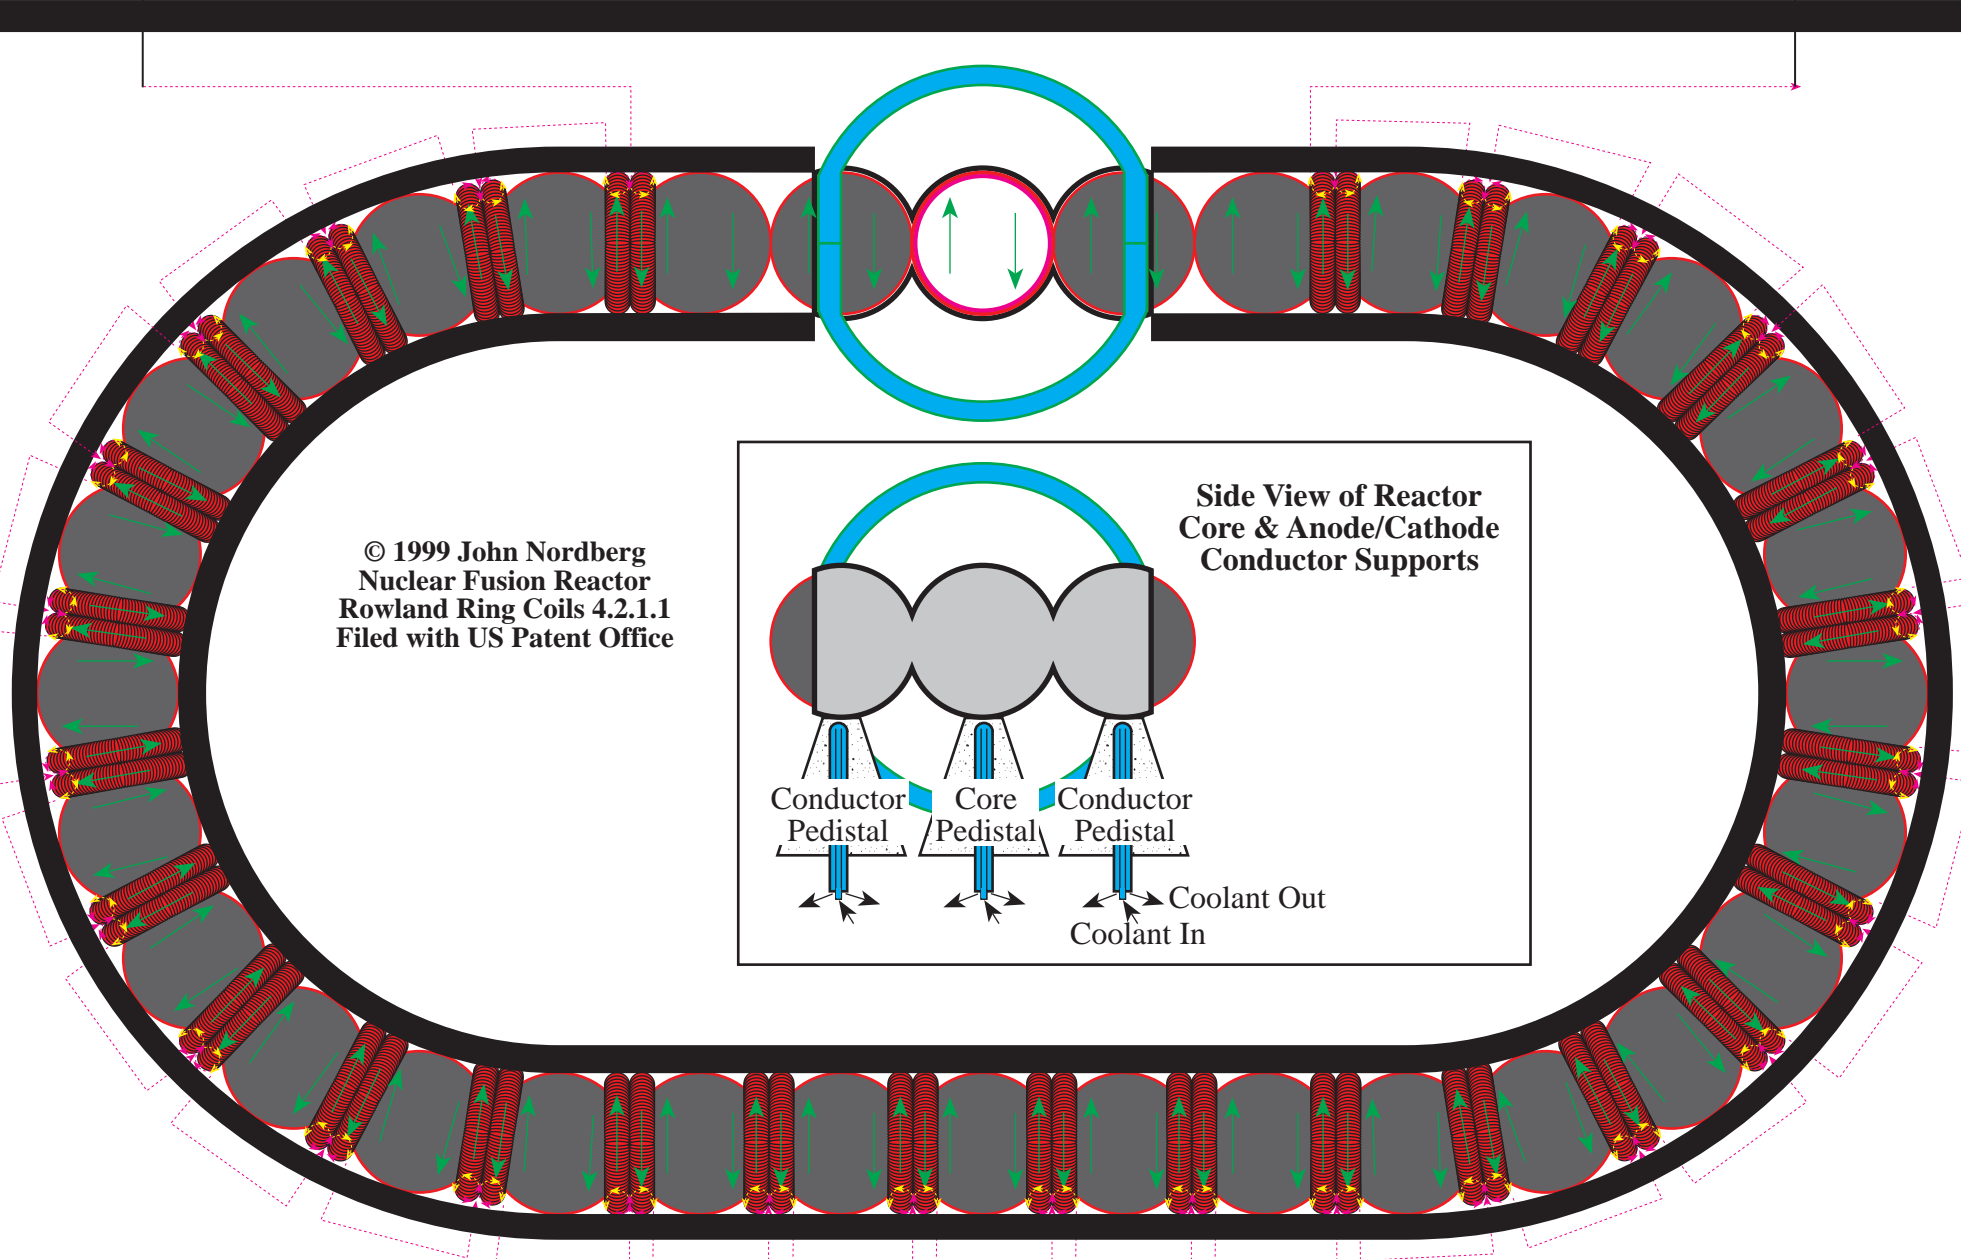 Side View of Reactor
Core & Anode/Cathode
Conductor Supports
© 1999 John Nordberg
Nuclear Fusion Reactor
Rowland Ring Coils 4.2.1.1
Filed with US Patent Office
Conductor
Pedistal
Core
Pedistal
Conductor
Pedistal
Coolant Out
Coolant In